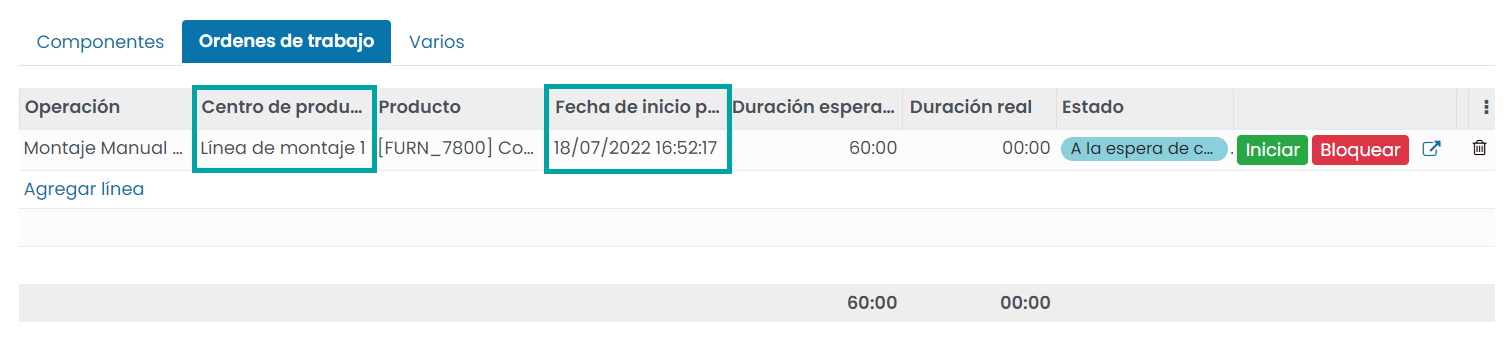 Componentes Ordenes de trabajo Varios
Operación Centro de produ... Producto Fecha de inicio p... Duración espera... Duración real Estado
Montaje Manual ... Línea de montaje 1 [FURN_7800] Co... 18/07/2022 16:52:17 60:00 00:00 A la espera de c... Iniciar Bloquear
Agregar línea
60:00 00:00